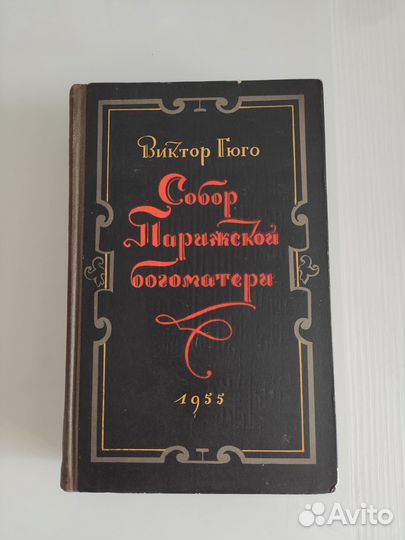 Виктор Гюго
Собор
Парижской
богоматери
1955
Avito